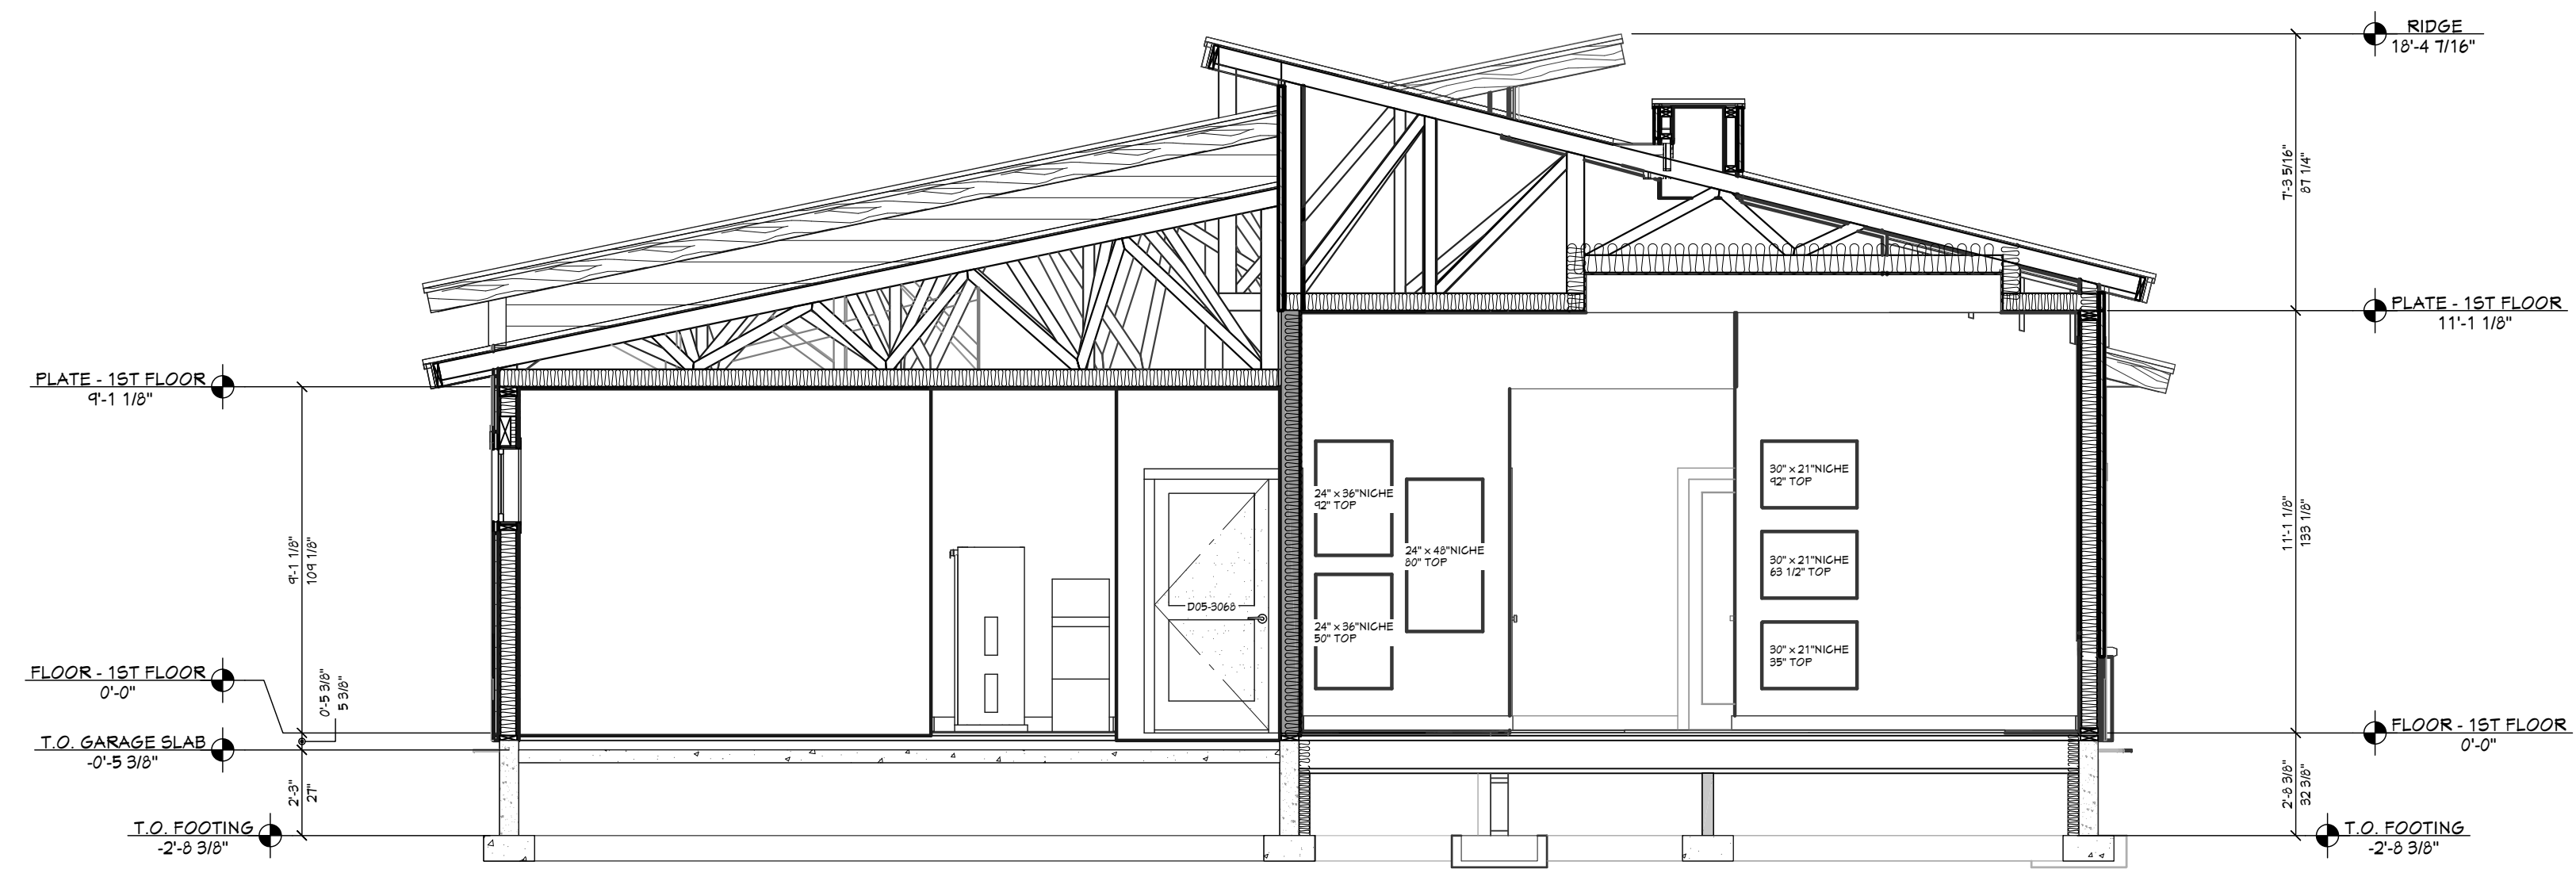 RIDGE
18'-4 7/16"
7'-3 5/16"
87 1/4"
PLATE - 1ST FLOOR
11'-1 1/8"
PLATE - 1ST FLOOR
9'-1 1/8"
30" x 21"NICHE
92" TOP
24" x 36"NICHE
92" TOP
24" x 48"NICHE
80" TOP
30" x 21"NICHE
63 1/2" TOP
9'-1 1/8"
109 1/8"
11'-1 1/8"
133 1/8"
D05-3068
24" x 36"NICHE
50" TOP
30" x 21"NICHE
35" TOP
FLOOR - 1ST FLOOR
0'-0"
0'-5 3/8"
5 3/8"
T.O. GARAGE SLAB
-0'-5 3/8"
FLOOR - 1ST FLOOR
0'-0"
2'-3"
27"
2'-8 3/8"
32 3/8"
T.O. FOOTING
-2'-8 3/8"
T.O. FOOTING
-2'-8 3/8"